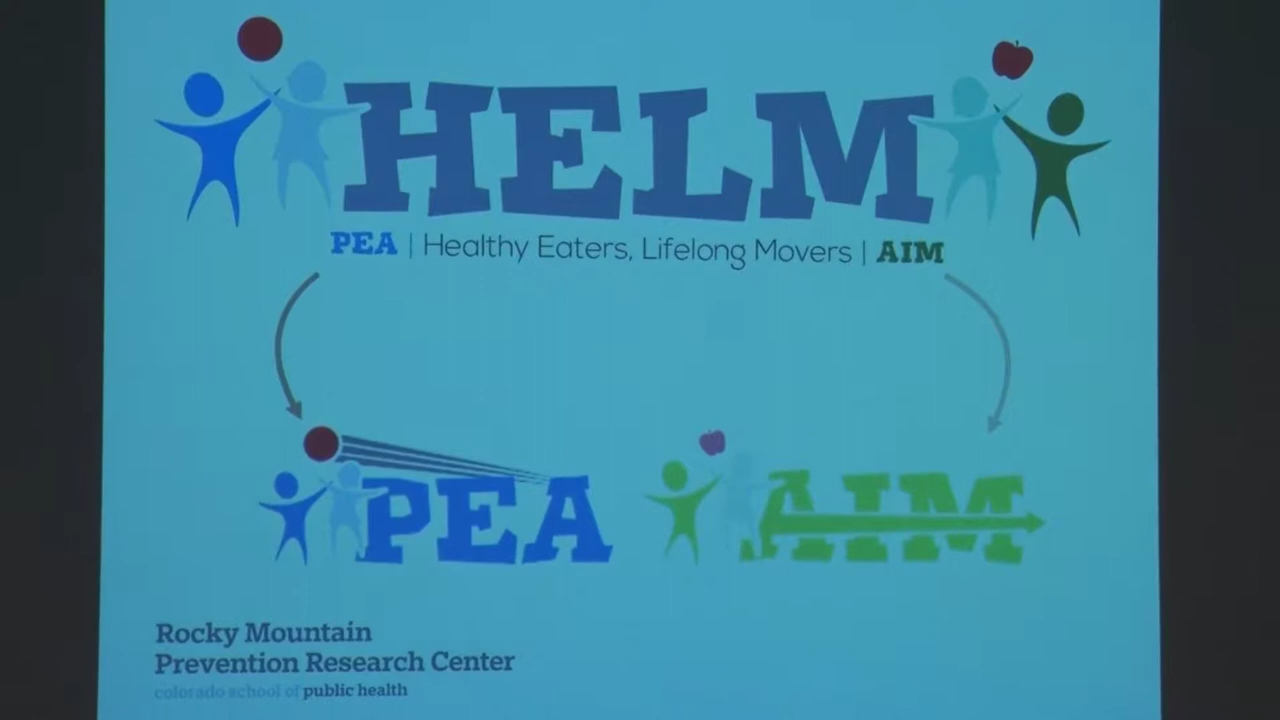 HELM
PEA | Healthy Eaters, Lifelong Movers | AIM
PEA
AIM
Rocky Mountain
Prevention Research Center
colorado school of public health